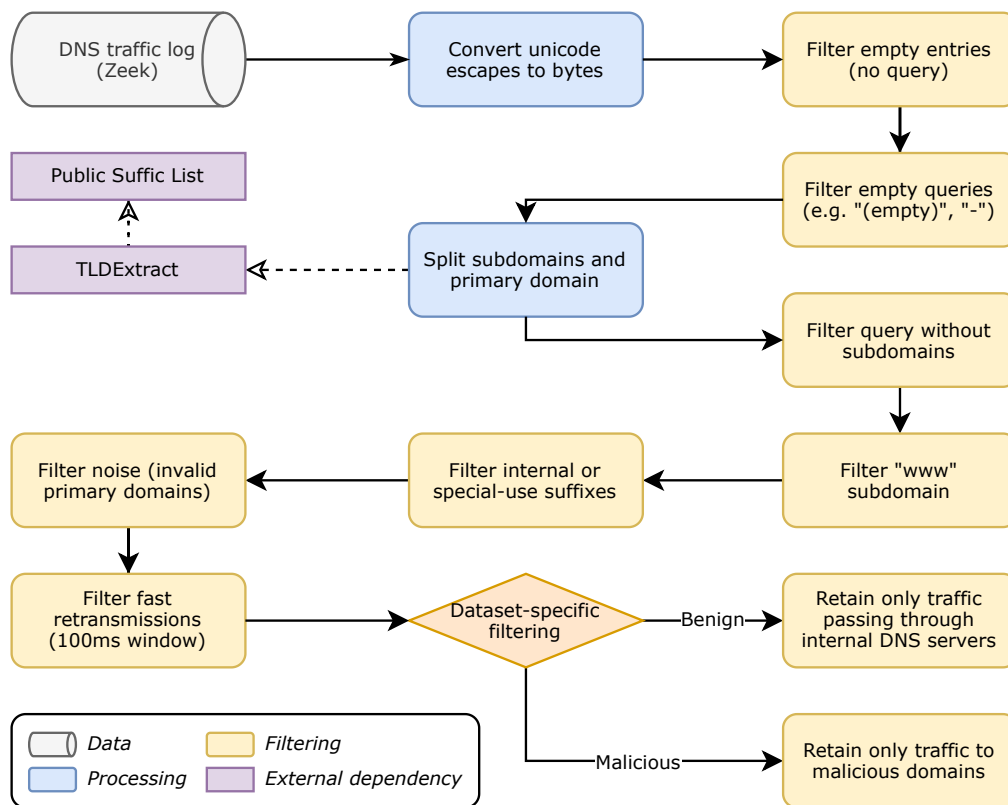 DNS traffic log
(Zeek)
Convert unicode
escapes to bytes
Filter empty entries
(no query)
Public Suffic List
Filter empty queries
(e.g. "(empty)", "-")
TLDExtract
Split subdomains and
primary domain
Filter query without
subdomains
Filter noise (invalid
primary domains)
Filter internal or
special-use suffixes
Filter "www"
subdomain
Filter fast
retransmissions
(100ms window)
Dataset-specific
filtering
Benign
Retain only traffic
passing through
internal DNS servers
Malicious
Retain only traffic to
malicious domains
Data
Filtering
Processing
External dependency